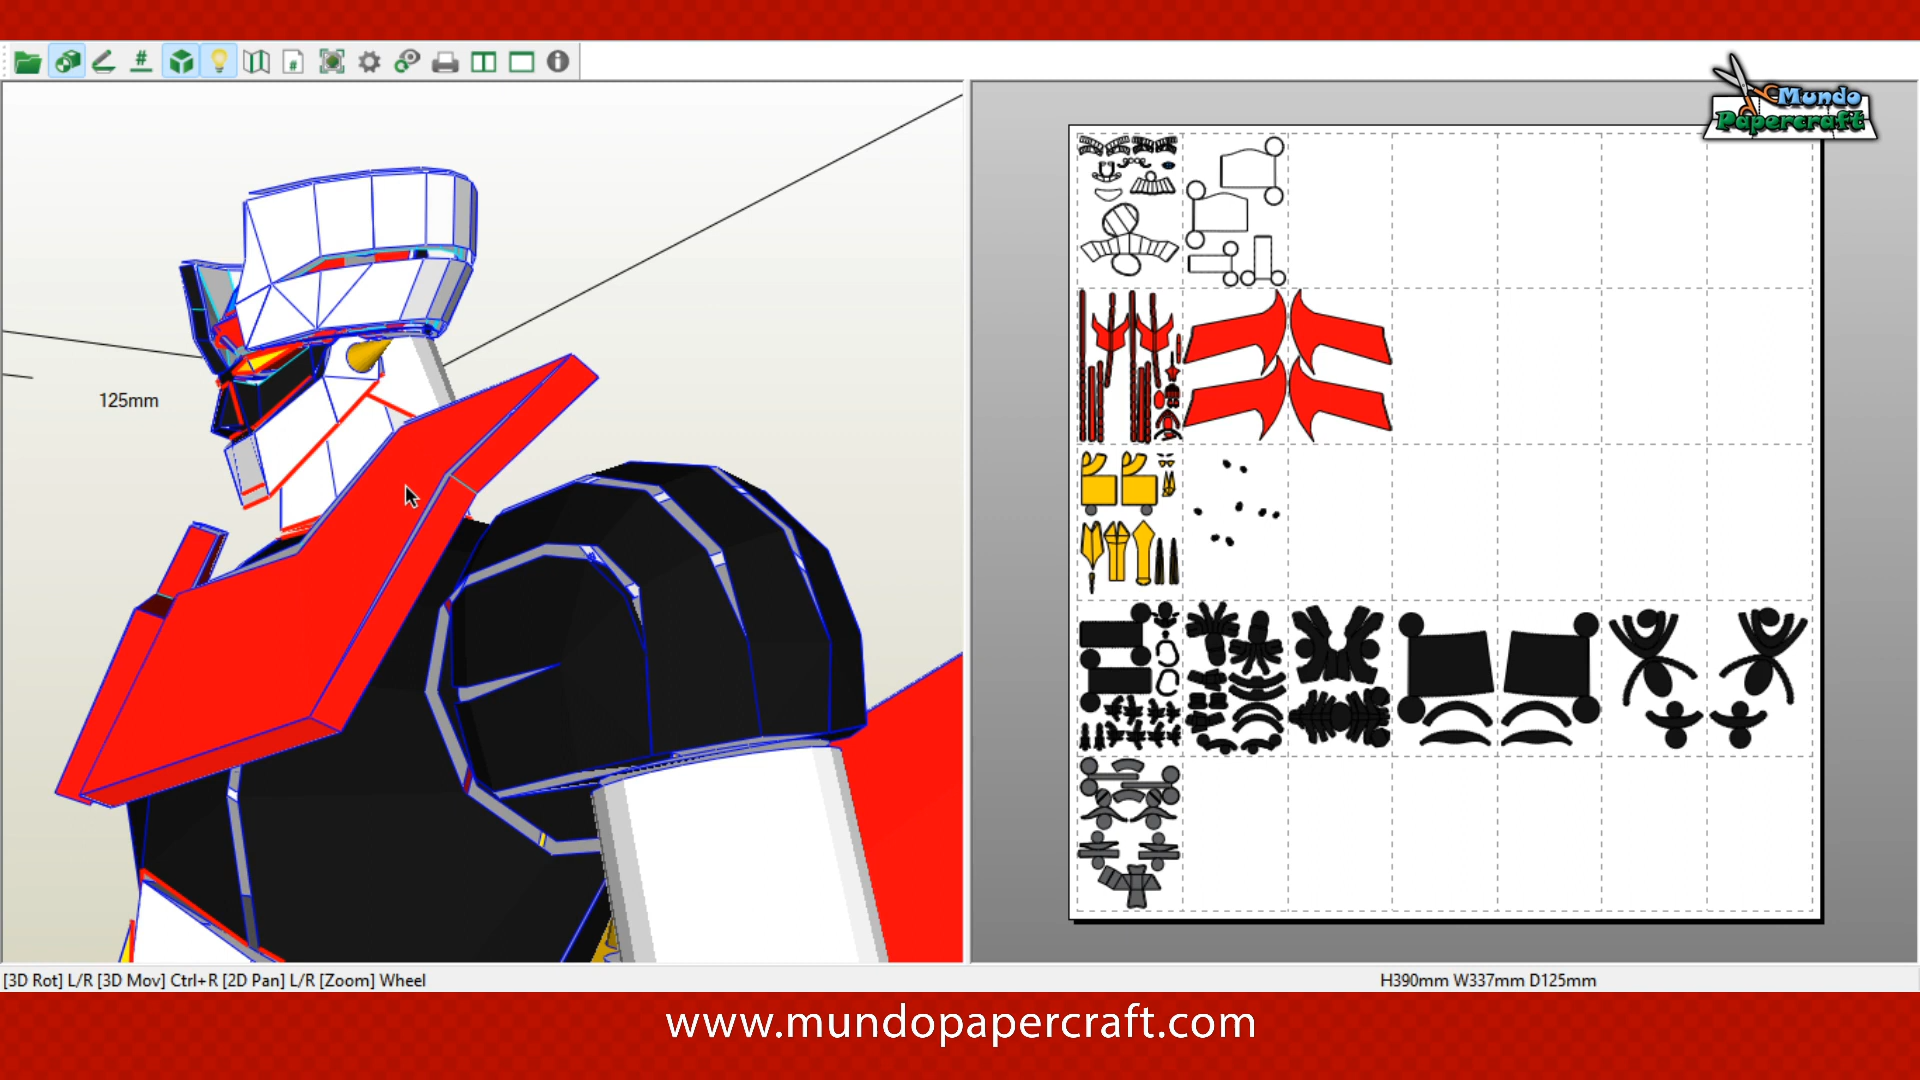 Mundo
Papercraft
125mm
[3D Rot] L/R [3D Mov] Ctrl+R [2D Pan] L/R [Zoom] Wheel
H390mm W337mm D125mm
www.mundopapercraft.com